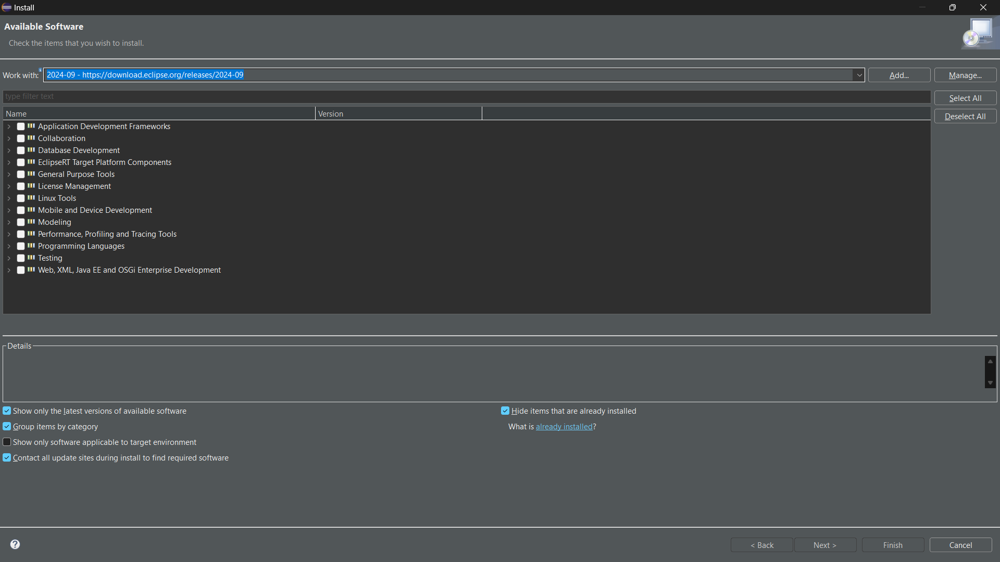 Install
Available Software
Check the items that you wish to install.
Work with: 2024-09 - https://download.eclipse.org/releases/2024-09 Add... Manage...
type filter text Select All
Name Version Deselect All
Application Development Frameworks
Collaboration
Database Development
EclipseRT Target Platform Components
General Purpose Tools
License Management
Linux Tools
Mobile and Device Development
Modeling
Performance, Profiling and Tracing Tools
Programming Languages
Testing
Web, XML, Java EE and OSGi Enterprise Development
Details
Show only the latest versions of available software Hide items that are already installed
Group items by category What is already installed?
Show only software applicable to target environment
Contact all update sites during install to find required software
? < Back Next > Finish Cancel